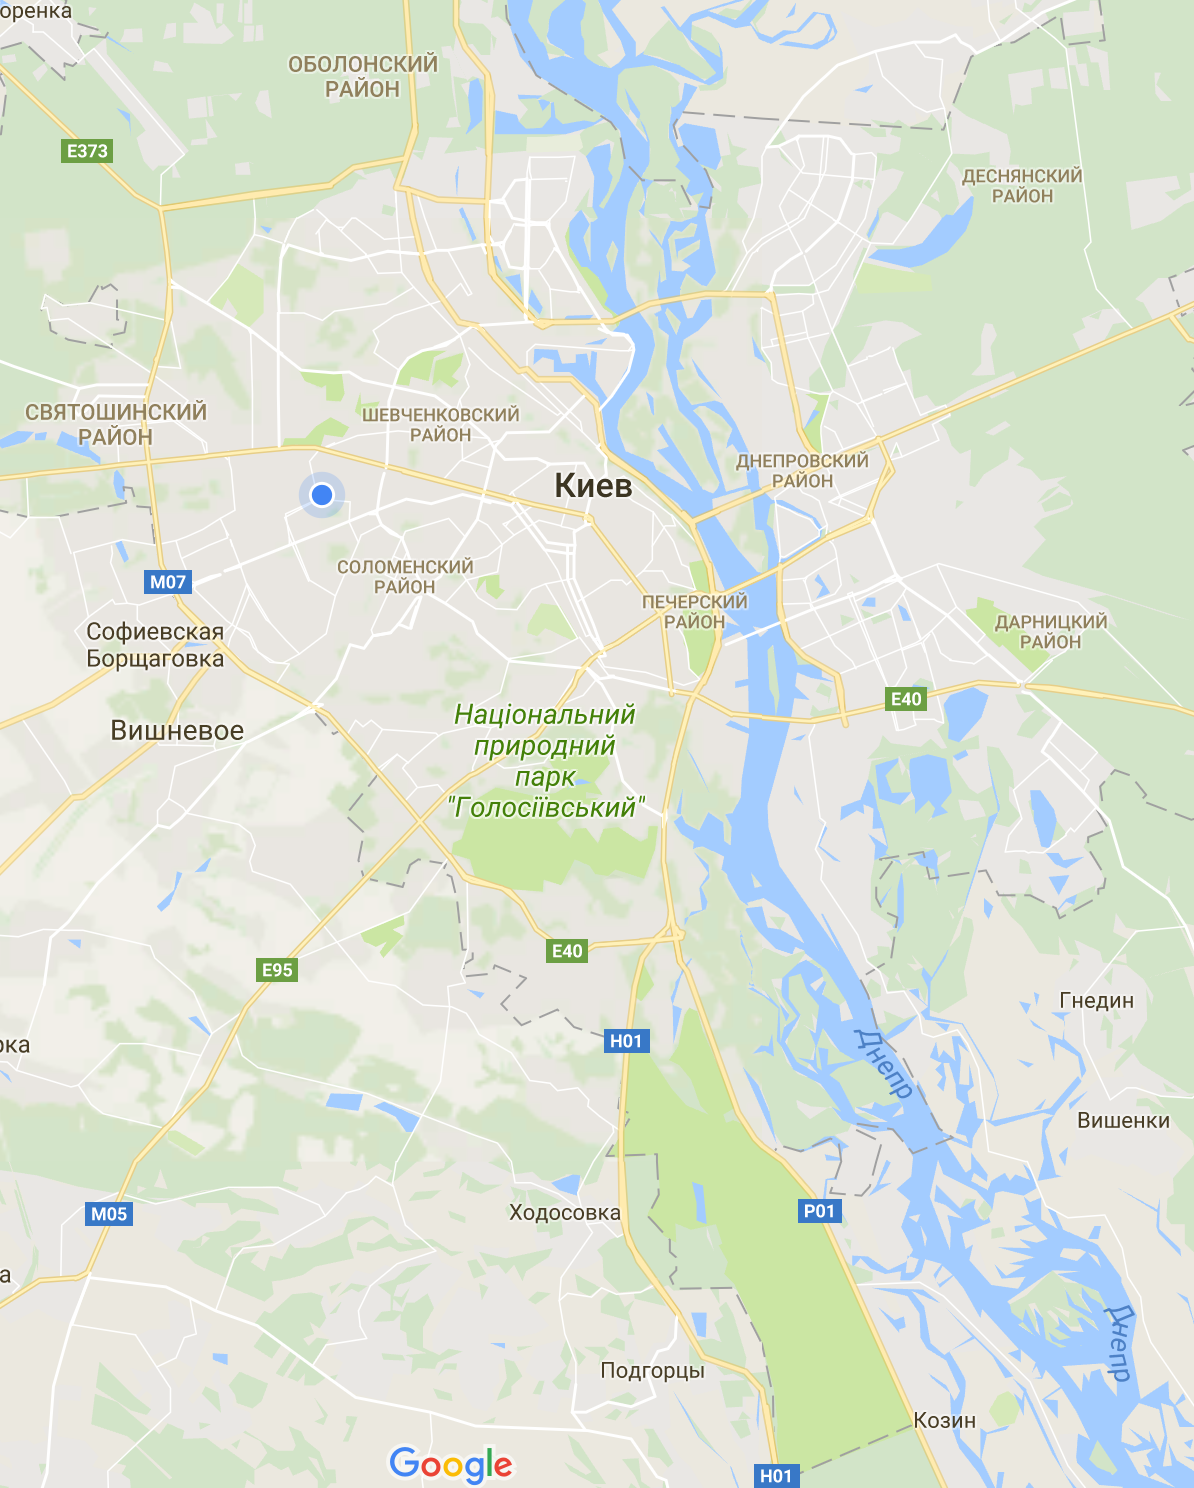 оренка
ОБОЛОНСКИЙ
РАЙОН
E373
ДЕСНЯНСКИЙ
РАЙОН
СВЯТОШИНСКИЙ
РАЙОН
ШЕВЧЕНКОВСКИЙ
РАЙОН
ДНЕПРОВСКИЙ
РАЙОН
Киев
СОЛОМЕНСКИЙ
РАЙОН
M07
ПЕЧЕРСКИЙ
РАЙОН
ДАРНИЦКИЙ
РАЙОН
Софиевская
Борщаговка
E40
Вишневое
Національний
природний
парк
"Голосіївський"
E40
E95
Гнедин
рка
H01
Днепр
Вишенки
M05
Ходосовка
P01
а
Днепр
Подгорцы
Козин
Google
H01